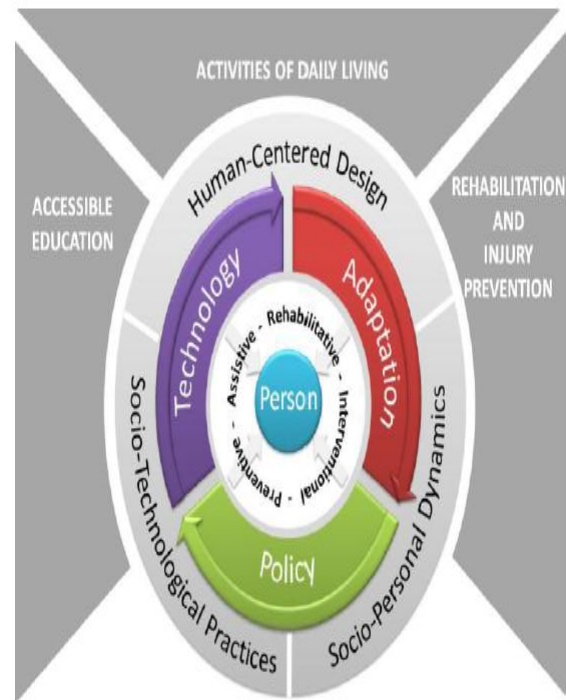 ACTIVITIES OF DAILY LIVING
ACCESSIBLE
EDUCATION
REHABILITATION
AND
INJURY
PREVENTION
Human-Centered Design
Socio-Technological Practices
Socio-Personal Dynamics
Technology
Adaptation
Policy
Assistive - Rehabilitative - Interventional - Preventive -
Person